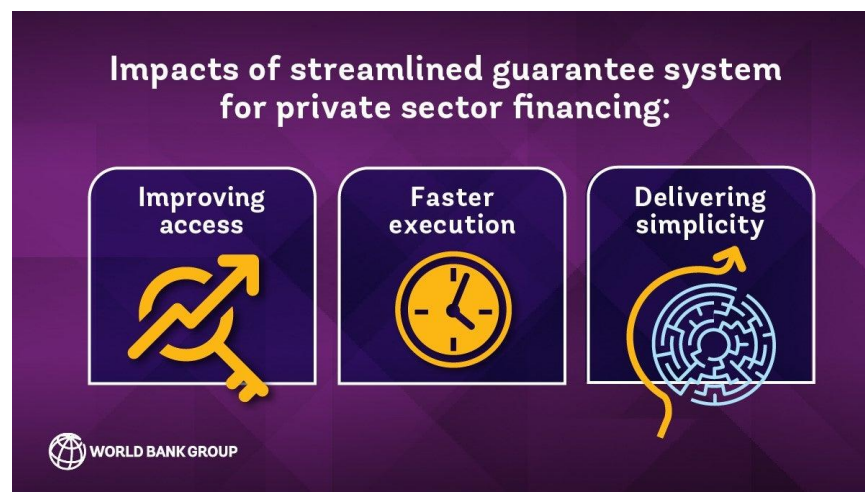 Impacts of streamlined guarantee system
for private sector financing:
Improving
access
Faster
execution
Delivering
simplicity
WORLD BANK GROUP